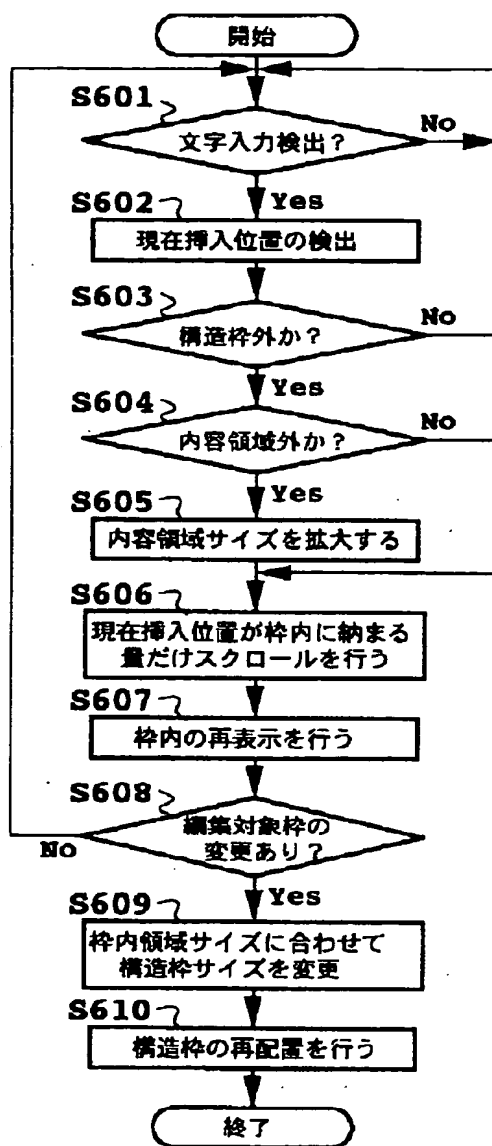 開始
S601
文字入力検出?
No
Yes
S602
現在挿入位置の検出
S603
構造枠外か?
No
Yes
S604
内容領域外か?
No
Yes
S605
内容領域サイズを拡大する
S606
現在挿入位置が枠内に納まる
量だけスクロールを行う
S607
枠内の再表示を行う
S608
編集対象枠の
変更あり?
No
Yes
S609
枠内領域サイズに合わせて
構造枠サイズを変更
S610
構造枠の再配置を行う
終了